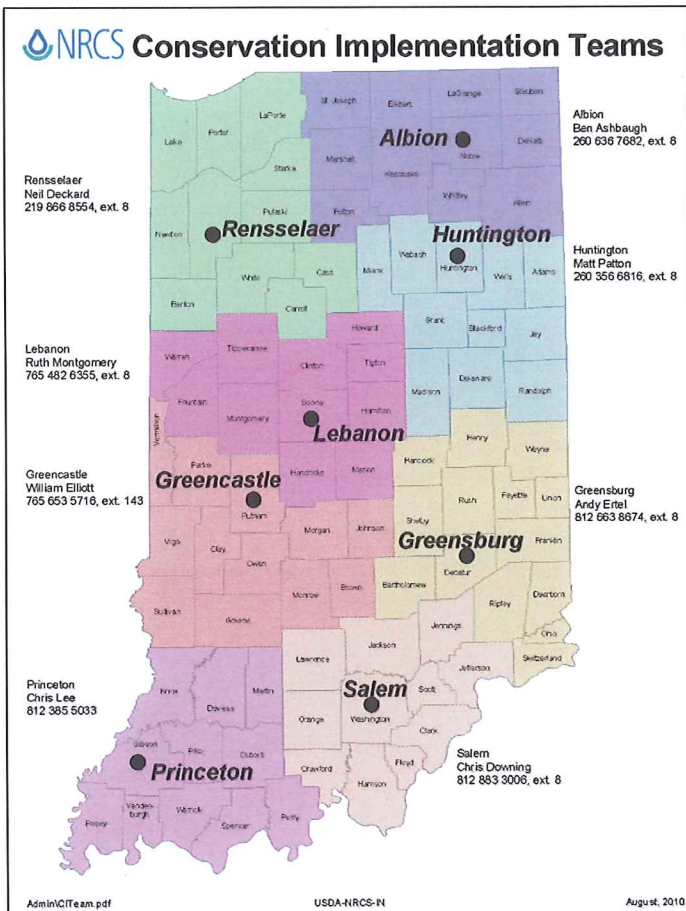 NRCS Conservation Implementation Teams
Albion
Ben Ashbaugh
260 636 7682, ext. 8
Rensselaer
Neil Deckard
219 866 8554, ext. 8
Huntington
Matt Patton
260 356 6816, ext. 8
Lebanon
Ruth Montgomery
765 482 6355, ext. 8
Greencastle
William Elliott
765 653 5716, ext. 143
Greensburg
Andy Ertel
812 663 8674, ext. 8
Princeton
Chris Lee
812 385 5033
Salem
Chris Downing
812 883 3006, ext. 8
St. Joseph
Elkhart
LaGrange
Steuben
LaPorte
Porter
Lake
Albion
Noble
DeKalb
Marshall
Kosciusko
Starke
Whitley
Allen
Fulton
Pulaski
Newton
Rensselaer
Huntington
Wabash
Miami
Huntington
Wells
Adams
White
Cass
Benton
Carroll
Grant
Blackford
Jay
Howard
Warren
Tippecanoe
Clinton
Tipton
Madison
Delaware
Randolph
Fountain
Montgomery
Boone
Hamilton
Lebanon
Vermillion
Henry
Wayne
Parke
Hendricks
Marion
Hancock
Greencastle
Putnam
Rush
Fayette
Union
Shelby
Morgan
Johnson
Greensburg
Franklin
Vigo
Clay
Owen
Decatur
Bartholomew
Monroe
Brown
Ripley
Dearborn
Sullivan
Greene
Ohio
Jennings
Jackson
Switzerland
Lawrence
Jefferson
Knox
Daviess
Martin
Salem
Scott
Orange
Washington
Clark
Gibson
Pike
Dubois
Princeton
Crawford
Floyd
Harrison
Posey
Vander-
burgh
Warrick
Spencer
Perry
Admin\CITeam.pdf
USDA-NRCS-IN
August, 2010